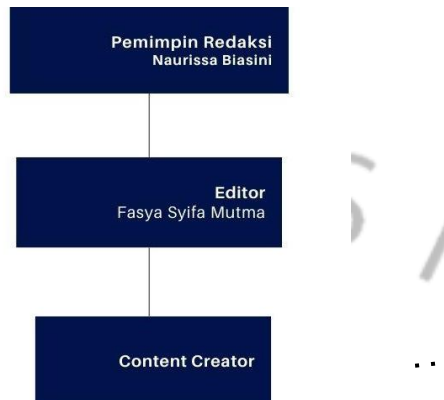 Pemimpin Redaksi
Naurissa Biasini
Editor
Fasya Syifa Mutma
Content Creator